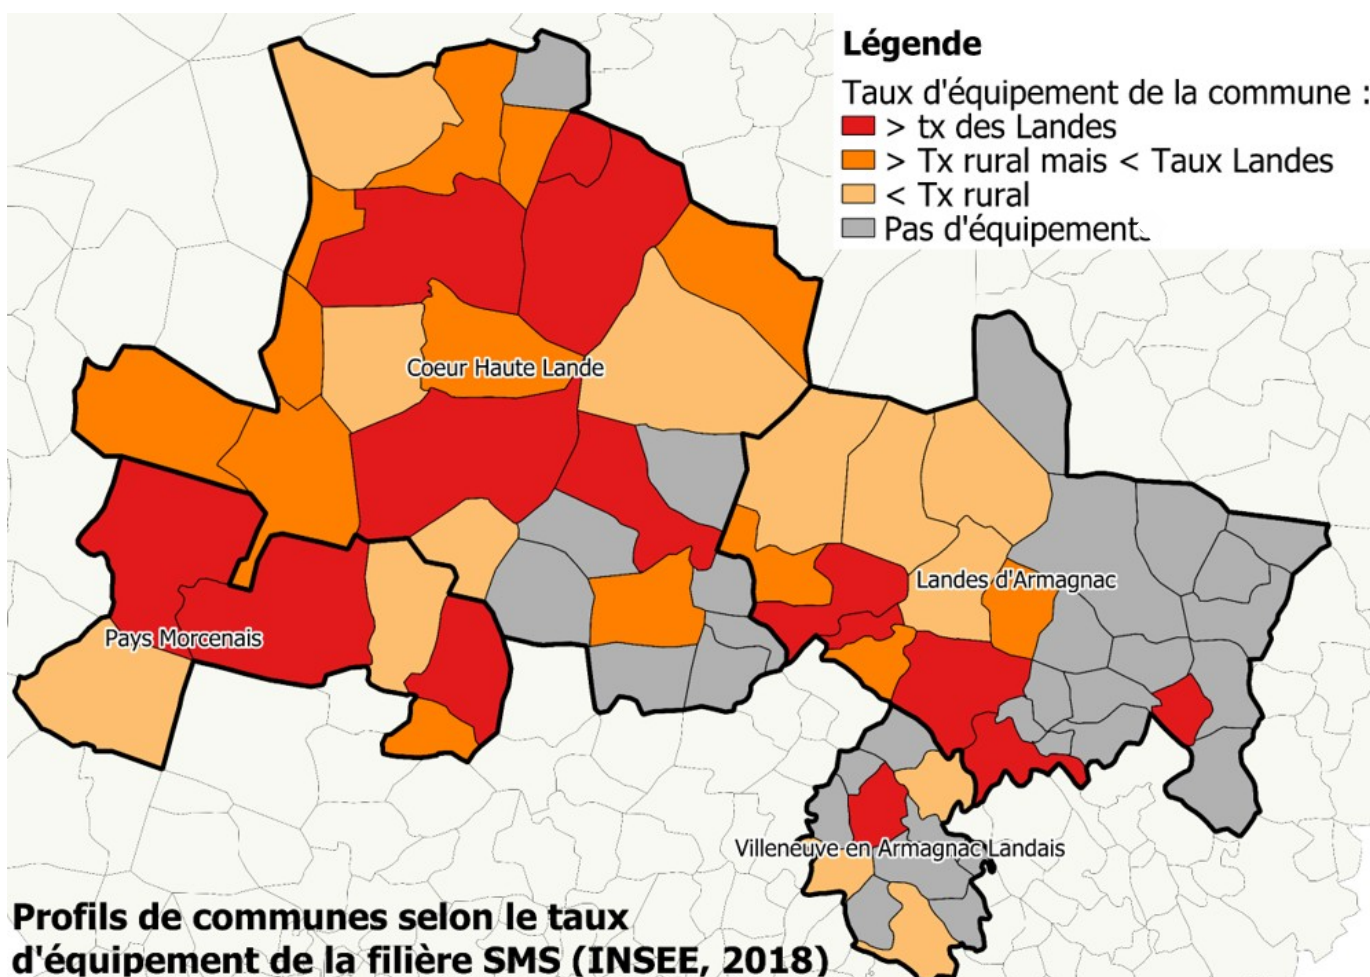 Légende
Taux d'équipement de la commune :
> tx des Landes
> Tx rural mais < Taux Landes
< Tx rural
Pas d'équipements
Coeur Haute Lande
Landes d'Armagnac
Pays Morcenais
Villeneuve en Armagnac Landais
Profils de communes selon le taux
d'équipement de la filière SMS (INSEE, 2018)